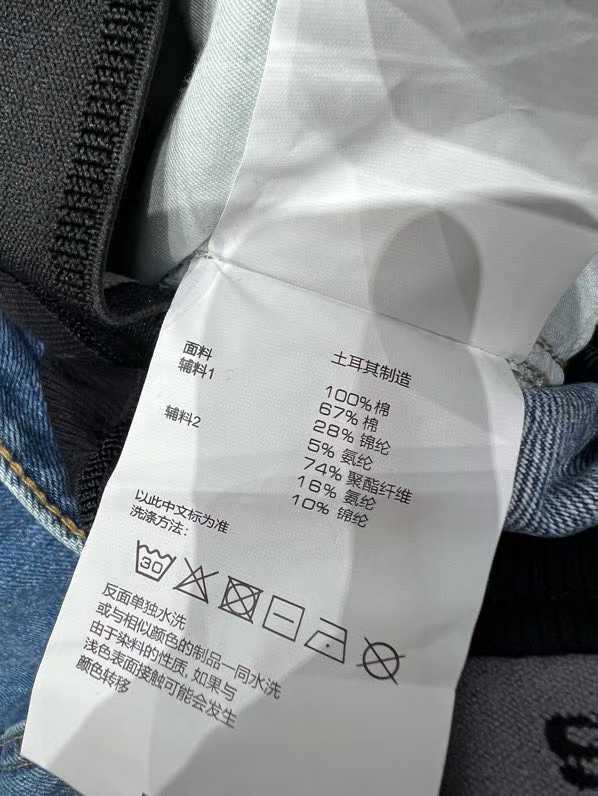 土耳其制造
面料 100%棉
辅料1 67%棉
28% 锦纶
5% 氨纶
辅料2 74% 聚酯纤维
16% 氨纶
10% 锦纶
以此中文标为准
洗涤方法:
30
反面单独水洗
或与相似颜色的制品一同水洗
由于染料的性质, 如果与
浅色表面接触可能会发生
颜色转移